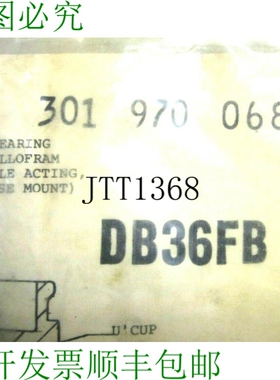 图必究
301 970 068
EARING
LLOFRAM
LE ACTING,
SE MOUNT)
JTT1368
DB36FB
U'CUP
开发票顺丰包邮